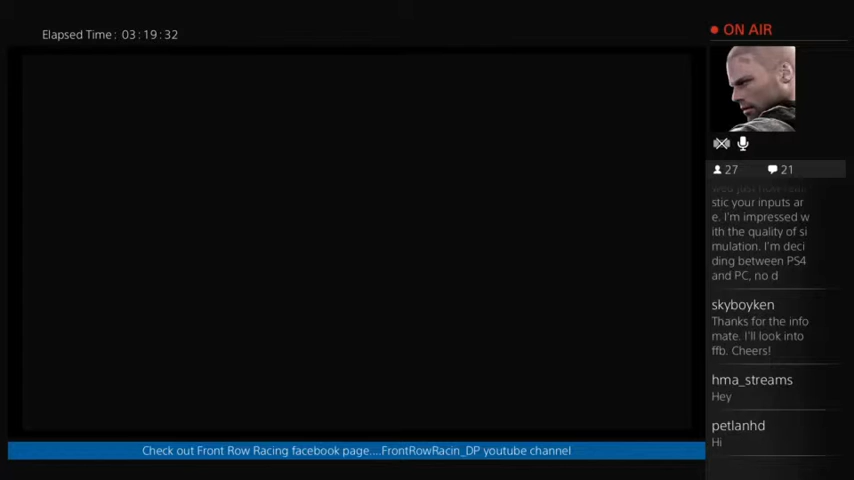 Elapsed Time: 03:19:32
ON AIR
27 21
stic your inputs ar
e. I'm impressed w
ith the quality of si
mulation. I'm deci
ding between PS4
and PC, no d
skyboyken
Thanks for the info
mate. I'll look into
ffb. Cheers!
hma_streams
Hey
petlanhd
Hi
Check out Front Row Racing facebook page....FrontRowRacin_DP youtube channel